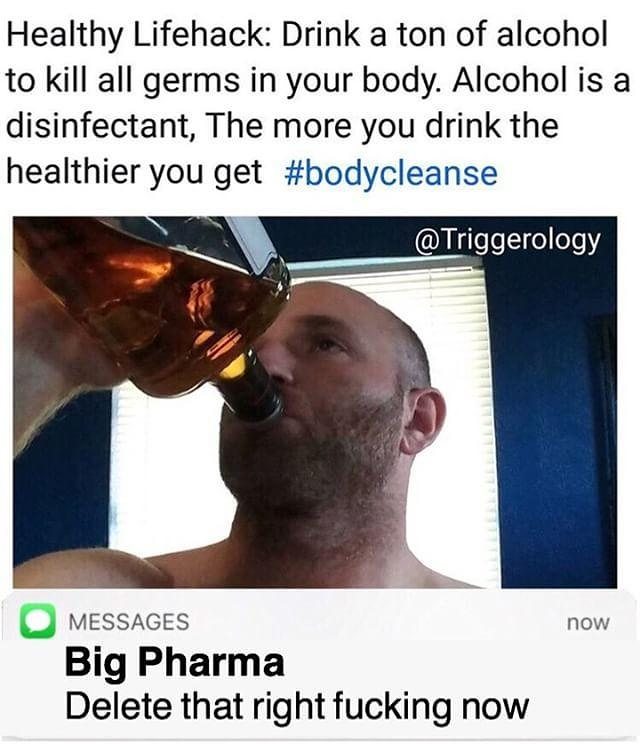 Healthy Lifehack: Drink a ton of alcohol
to kill all germs in your body. Alcohol is a
disinfectant, The more you drink the
healthier you get #bodycleanse
@Triggerology
MESSAGES now
Big Pharma
Delete that right fucking now